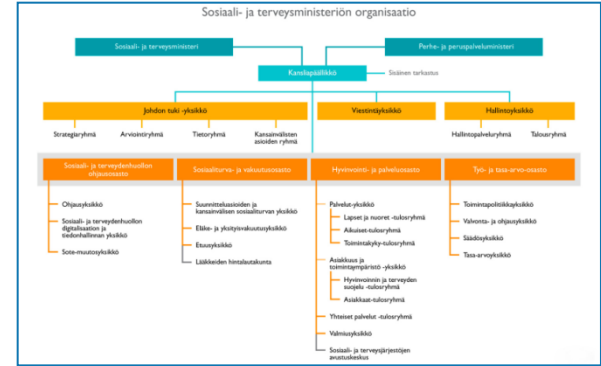 Sosiaali- ja terveysministeriön organisaatio
Sosiaali- ja terveysministeri
Perhe- ja peruspalveluministeri
Kansliapäällikkö
Sisäinen tarkastus
Johdon tuki -yksikkö
Viestintäyksikkö
Hallintoyksikkö
Strategiaryhmä
Arviointiryhmä
Tietoryhmä
Kansainvälisten
asioiden ryhmä
Hallintopalveluryhmä
Talousryhmä
Sosiaali- ja terveydenhuollon
ohjausosasto
Sosiaaliturva- ja vakuutusosasto
Hyvinvointi- ja palveluosasto
Työ- ja tasa-arvo-osasto
Ohjausyksikkö
Sosiaali- ja terveydenhuollon
digitalisaation ja
tiedonhallinnan yksikkö
Sote-muutosyksikkö
Suunnitteluasioiden ja
kansainvälisen sosiaaliturvan yksikkö
Eläke- ja yksityisvakuutusyksikkö
Etuusyksikkö
Lääkkeiden hintalautakunta
Palvelut-yksikkö
Lapset ja nuoret -tulosryhmä
Aikuiset-tulosryhmä
Toimintakyky-tulosryhmä
Asiakkuus ja
toimintaympäristö -yksikkö
Hyvinvoinnin ja terveyden
suojelu -tulosryhmä
Asiakkaat-tulosryhmä
Yhteiset palvelut -tulosryhmä
Valmiusyksikkö
Sosiaali- ja terveysjärjestöjen
avustuskeskus
Toimintapolitiikkayksikkö
Valvonta- ja ohjausyksikkö
Säädösyksikkö
Tasa-arvoyksikkö